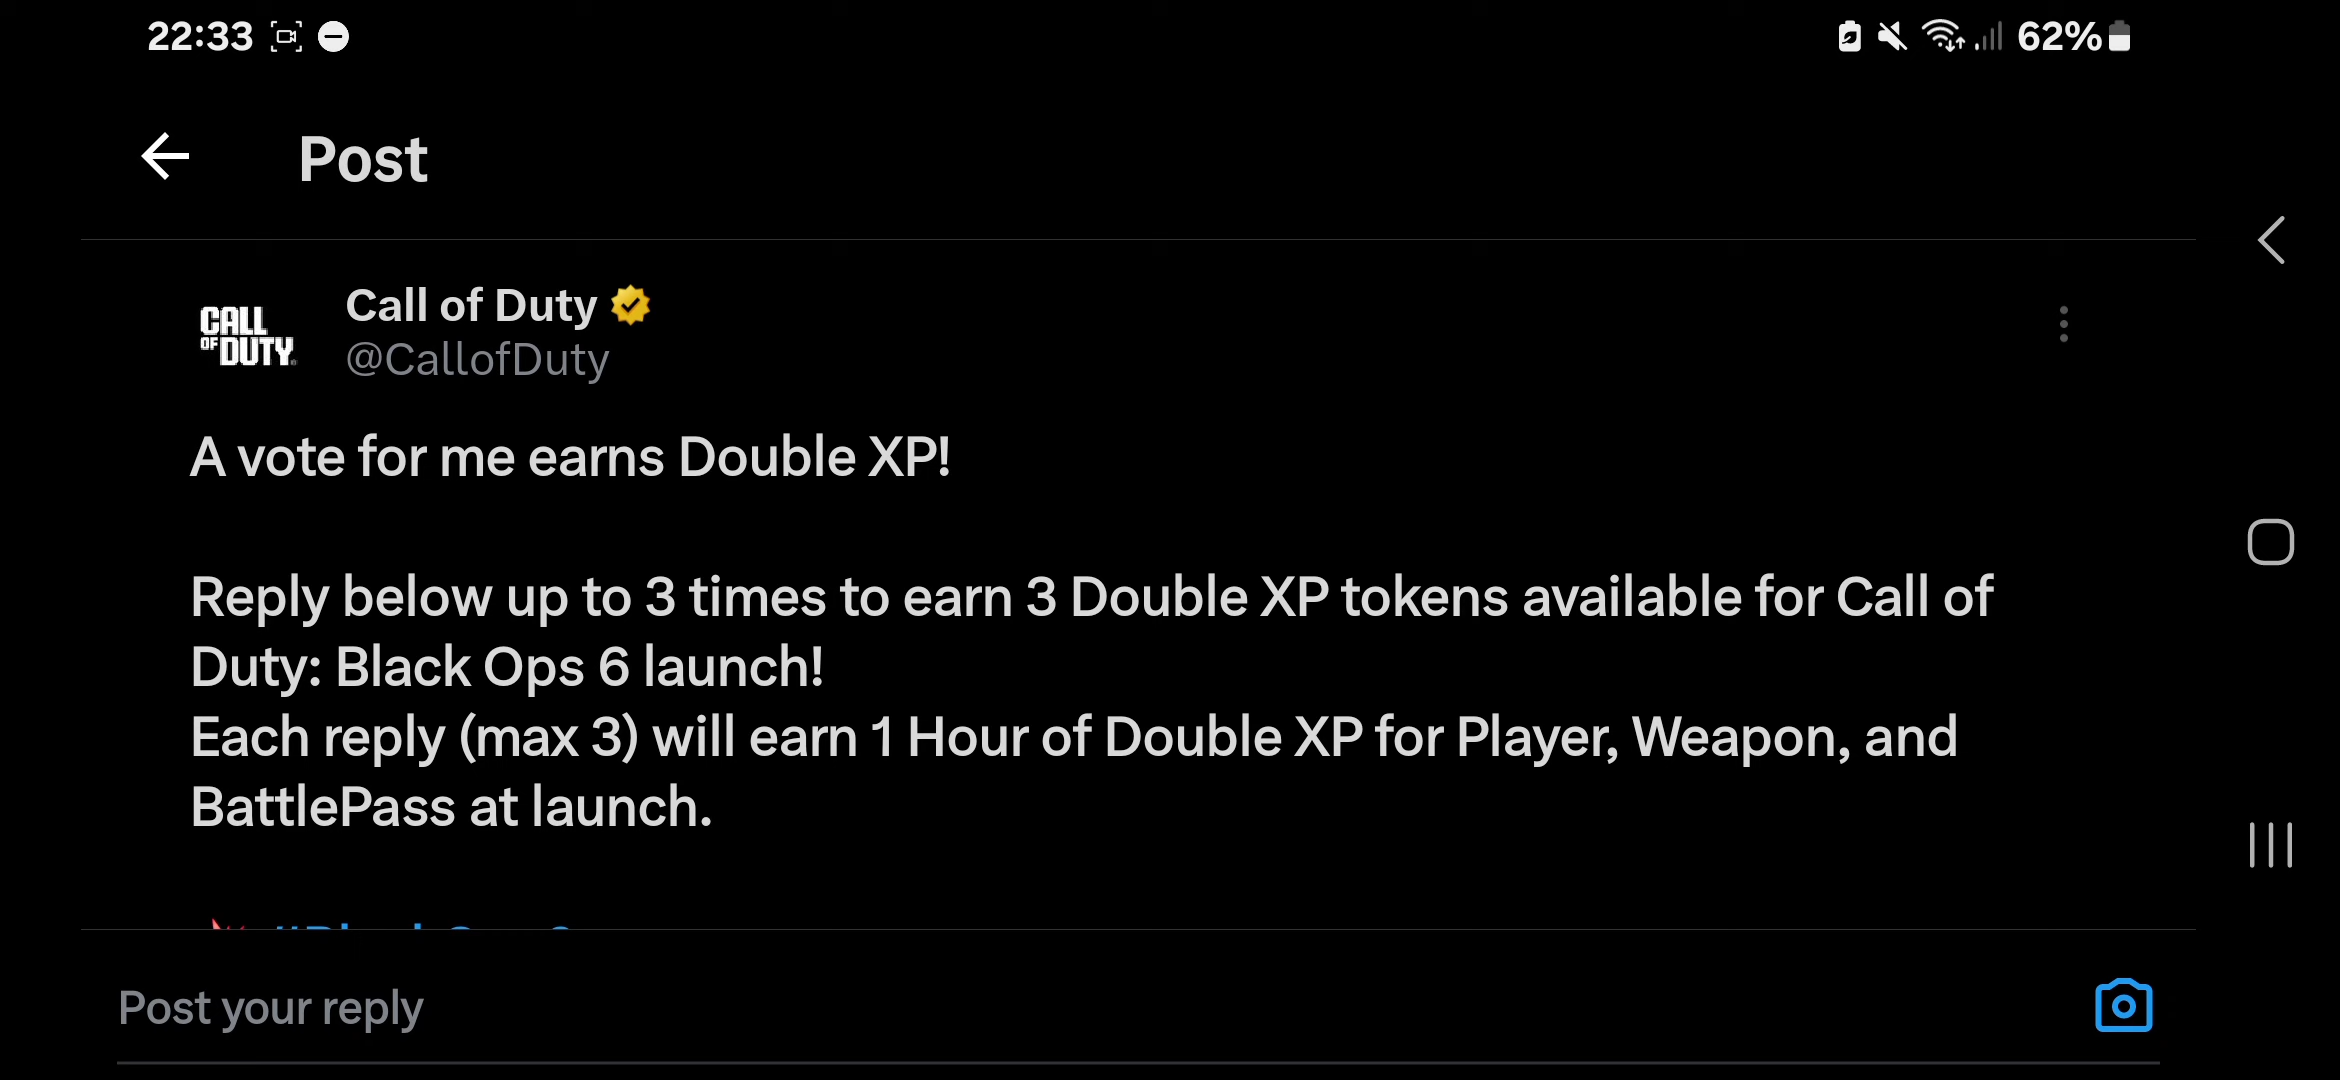 22:33
62%
Post
CALL OF DUTY
Call of Duty
@CallofDuty
A vote for me earns Double XP!
Reply below up to 3 times to earn 3 Double XP tokens available for Call of
Duty: Black Ops 6 launch!
Each reply (max 3) will earn 1 Hour of Double XP for Player, Weapon, and
BattlePass at launch.
Post your reply